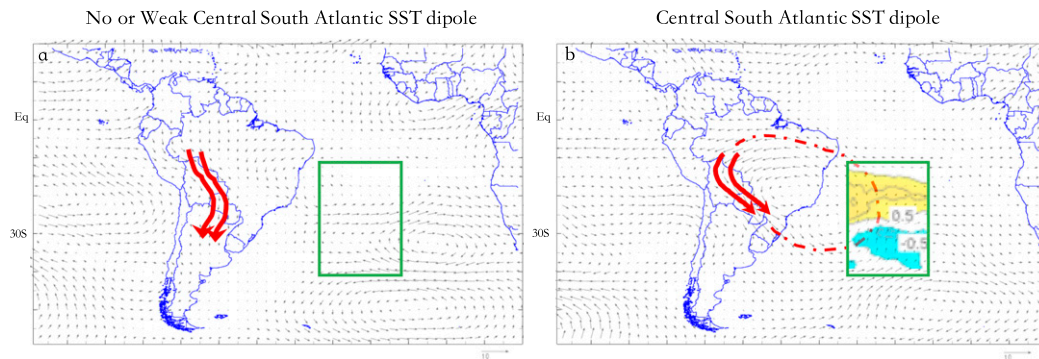 No or Weak Central South Atlantic SST dipole
Central South Atlantic SST dipole
a
b
Eq
Eq
30S
30S
0.5
-0.5
10